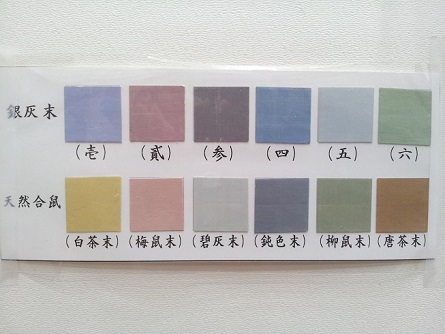 銀灰末
(壱) (貮) (参) (四) (五) (六)
天然合鼠
(白茶末) (梅鼠末) (碧灰末) (鈍色末) (柳鼠末) (唐茶末)